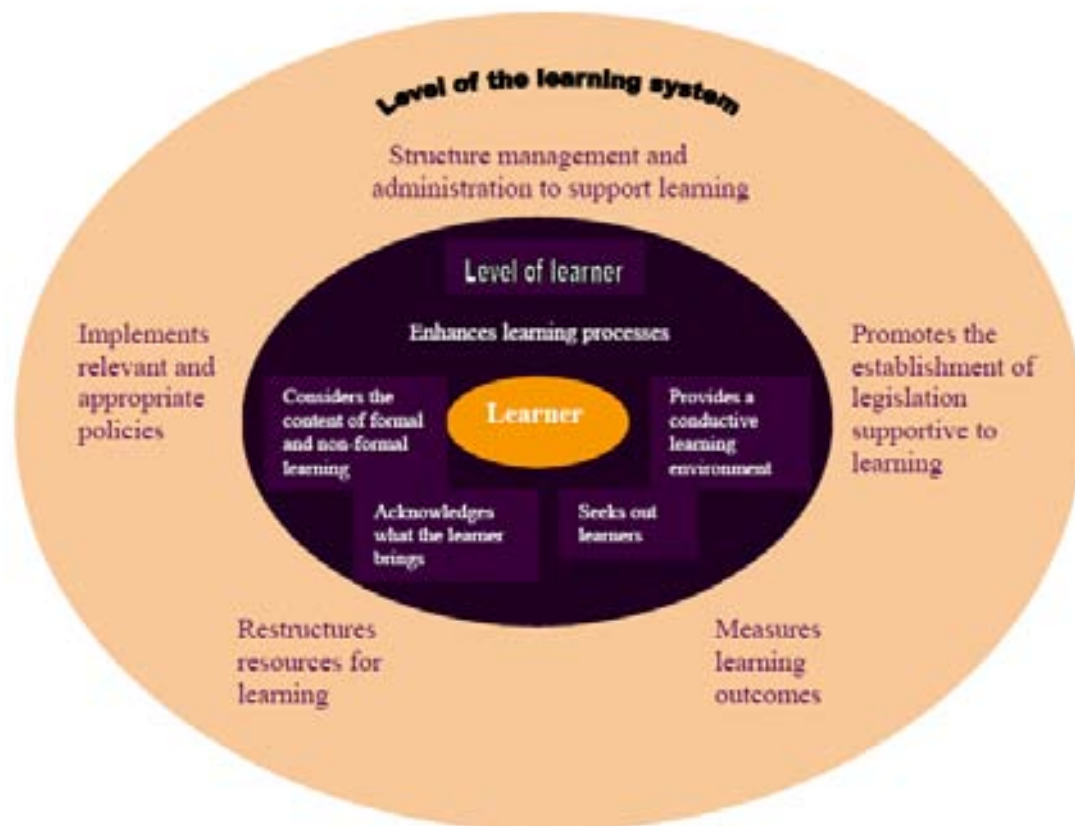 Level of the learning system
Structure management and
administration to support learning
Level of learner
Enhances learning processes
Implements
relevant and
appropriate
policies
Considers the
content of formal
and non-formal
learning
Learner
Provides a
conductive
learning
environment
Promotes the
establishment of
legislation
supportive to
learning
Acknowledges
what the learner
brings
Seeks out
learners
Restructures
resources for
learning
Measures
learning
outcomes